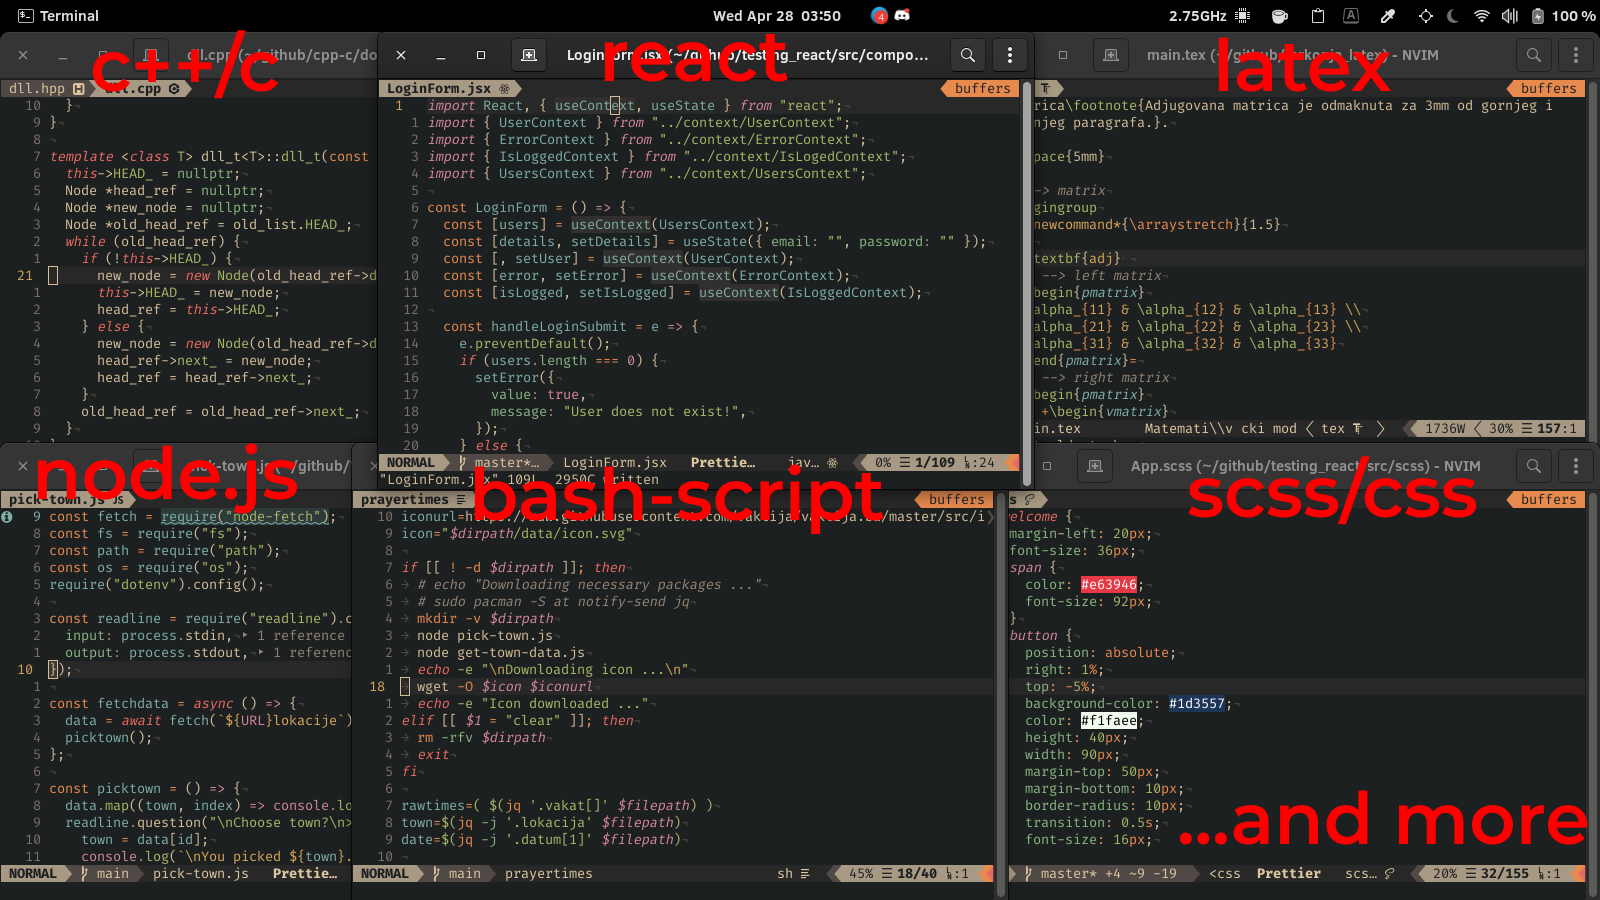 Terminal
Wed Apr 28 03:50
4
2.75GHz
A
100 %
c++/c
dll.cpp (~/github/cpp-c/do
dll.hpp
dll.cpp
10 }
9 }
8
7 template <class T> dll_t<T>::dll_t(const
6 this->HEAD_ = nullptr;
5 Node *head_ref = nullptr;
4 Node *new_node = nullptr;
3 Node *old_head_ref = old_list.HEAD_;
2 while (old_head_ref) {
1 if (!this->HEAD_) {
21 new_node = new Node(old_head_ref->d
1 this->HEAD_ = new_node;
2 head_ref = this->HEAD_;
3 } else {
4 new_node = new Node(old_head_ref->d
5 head_ref->next_ = new_node;
6 head_ref = head_ref->next_;
7 }
8 old_head_ref = old_head_ref->next_;
9 }
react
LoginForm.jsx (~/github/testing_react/src/compo...
LoginForm.jsx
buffers
1 import React, { useContext, useState } from "react";
1 import { UserContext } from "../context/UserContext";
2 import { ErrorContext } from "../context/ErrorContext";
3 import { IsLoggedContext } from "../context/IsLogedContext";
4 import { UsersContext } from "../context/UsersContext";
5
6 const LoginForm = () => {
7 const [users] = useContext(UsersContext);
8 const [details, setDetails] = useState({ email: "", password: "" });
9 const [, setUser] = useContext(UserContext);
10 const [error, setError] = useContext(ErrorContext);
11 const [isLogged, setIsLogged] = useContext(IsLoggedContext);
12
13 const handleLoginSubmit = e => {
14 e.preventDefault();
15 if (users.length === 0) {
16 setError({
17 value: true,
18 message: "User does not exist!",
19 });
20 } else {
NORMAL master*… LoginForm.jsx Prettie… jav… 0% 1/109 :24
"LoginForm.jsx" 109L, 2950C written
latex
buffers
rica\footnote{Adjugovana matrica je odmaknuta za 3mm od gornjeg i
njeg paragrafa.}.
pace{5mm}
-> matrix
gingroup
newcommand*{\arraystretch}{1.5}
textbf{adj}
--> left matrix
begin{pmatrix}
alpha_{11} & \alpha_{12} & \alpha_{13} \\
alpha_{21} & \alpha_{22} & \alpha_{23} \\
alpha_{31} & \alpha_{32} & \alpha_{33}
end{pmatrix}=
--> right matrix
begin{pmatrix}
+\begin{vmatrix}
in.tex Matemati\\v cki mod tex 1736W 30% 157:1
node.js
pick-town.js (~/github/
pick-town.js JS
9 const fetch = require("node-fetch");
8 const fs = require("fs");
7 const path = require("path");
6 const os = require("os");
5 require("dotenv").config();
4
3 const readline = require("readline").c
2 input: process.stdin, 1 reference
1 output: process.stdout, 1 referenc
10 });
1
2 const fetchdata = async () => {
3 data = await fetch(`${URL}lokacije`)
4 picktown();
5 };
6
7 const picktown = () => {
8 data.map((town, index) => console.lo
9 readline.question("\nChoose town?\n>
10 town = data[id];
11 console.log(`\nYou picked ${town}.
NORMAL main pick-town.js Prettie…
bash-script
prayertimes
buffers
9 icon="$dirpath/data/icon.svg"
8
7 if [[ ! -d $dirpath ]]; then
6 # echo "Downloading necessary packages ..."
5 # sudo pacman -S at notify-send jq
4 mkdir -v $dirpath
3 node pick-town.js
2 node get-town-data.js
1 echo -e "\nDownloading icon ...\n"
18 wget -O $icon $iconurl
1 echo -e "Icon downloaded ..."
2 elif [[ $1 = "clear" ]]; then
3 rm -rfv $dirpath
4 exit
5 fi
6
7 rawtimes=( $(jq '.vakat[]' $filepath) )
8 town=$(jq -j '.lokacija' $filepath)
9 date=$(jq -j '.datum[1]' $filepath)
10
NORMAL main prayertimes sh 45% 18/40 :1
App.scss (~/github/testing_react/src/scss) - NVIM
scss/css
buffers
elcome {
margin-left: 20px;
font-size: 36px;
span {
color: #e63946;
font-size: 92px;
}
button {
position: absolute;
right: 1%;
top: -5%;
background-color: #1d3557;
color: #f1faee;
height: 40px;
width: 90px;
margin-top: 50px;
margin-bottom: 10px;
border-radius: 10px;
transition: 0.5s;
font-size: 16px;
...and more
master* +4 ~9 -19 <css Prettier scs… 20% 32/155 :1